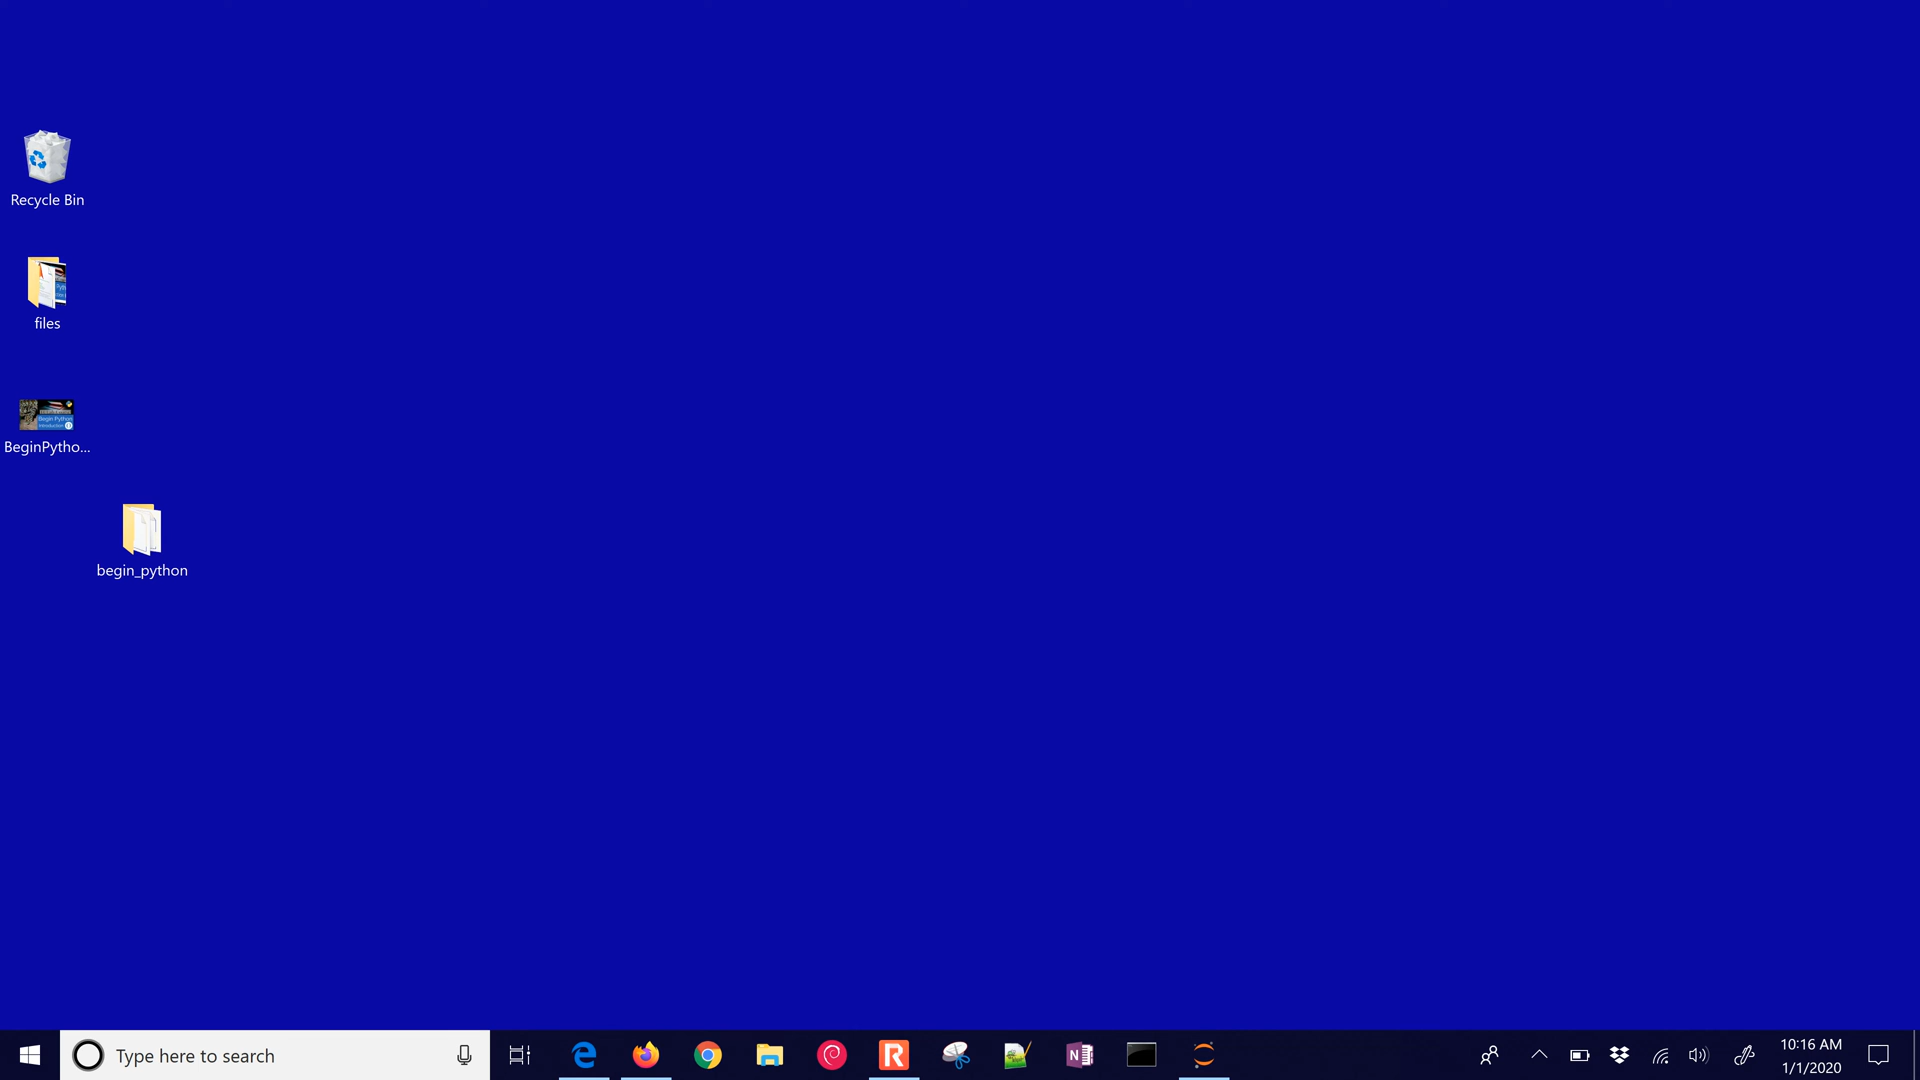 Recycle Bin
files
BeginPytho...
begin_python
Type here to search
10:16 AM
1/1/2020